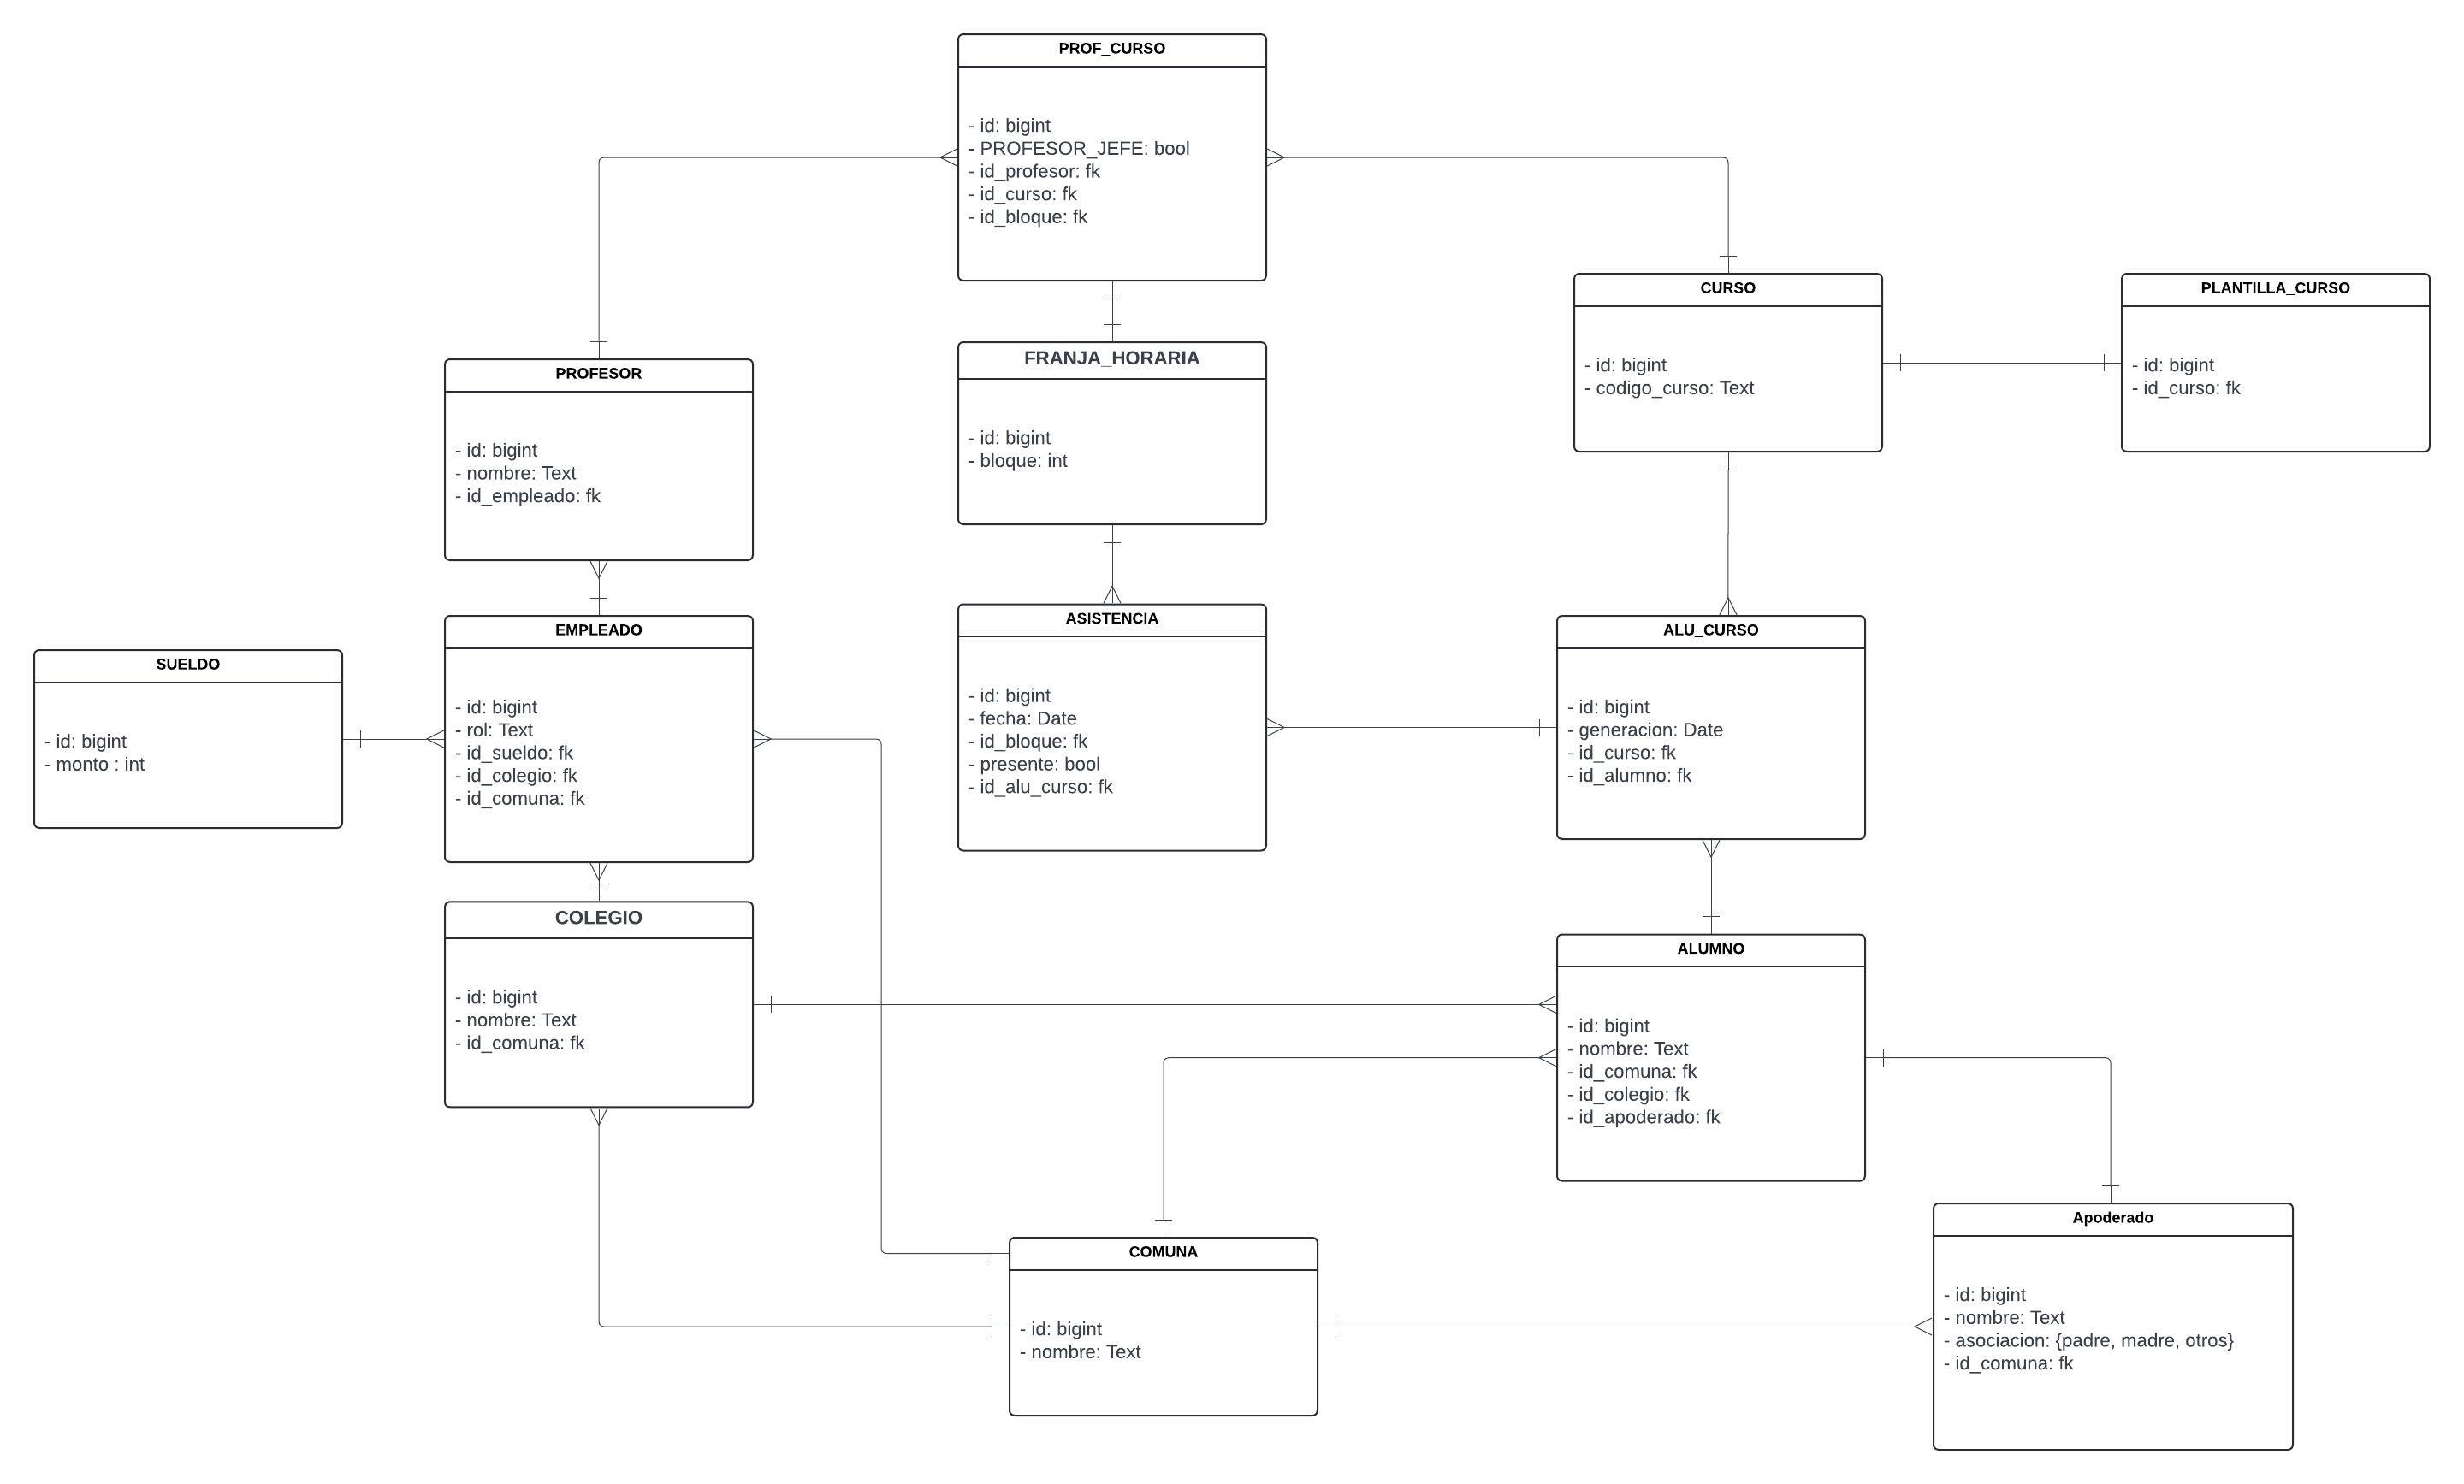 PROF_CURSO
- id: bigint
- PROFESOR_JEFE: bool
- id_profesor: fk
- id_curso: fk
- id_bloque: fk
CURSO
- id: bigint
- codigo_curso: Text
PLANTILLA_CURSO
- id: bigint
- id_curso: fk
FRANJA_HORARIA
- id: bigint
- bloque: int
PROFESOR
- id: bigint
- nombre: Text
- id_empleado: fk
ASISTENCIA
- id: bigint
- fecha: Date
- id_bloque: fk
- presente: bool
- id_alu_curso: fk
EMPLEADO
- id: bigint
- rol: Text
- id_sueldo: fk
- id_colegio: fk
- id_comuna: fk
ALU_CURSO
- id: bigint
- generacion: Date
- id_curso: fk
- id_alumno: fk
SUELDO
- id: bigint
- monto : int
COLEGIO
- id: bigint
- nombre: Text
- id_comuna: fk
ALUMNO
- id: bigint
- nombre: Text
- id_comuna: fk
- id_colegio: fk
- id_apoderado: fk
Apoderado
- id: bigint
- nombre: Text
- asociacion: {padre, madre, otros}
- id_comuna: fk
COMUNA
- id: bigint
- nombre: Text